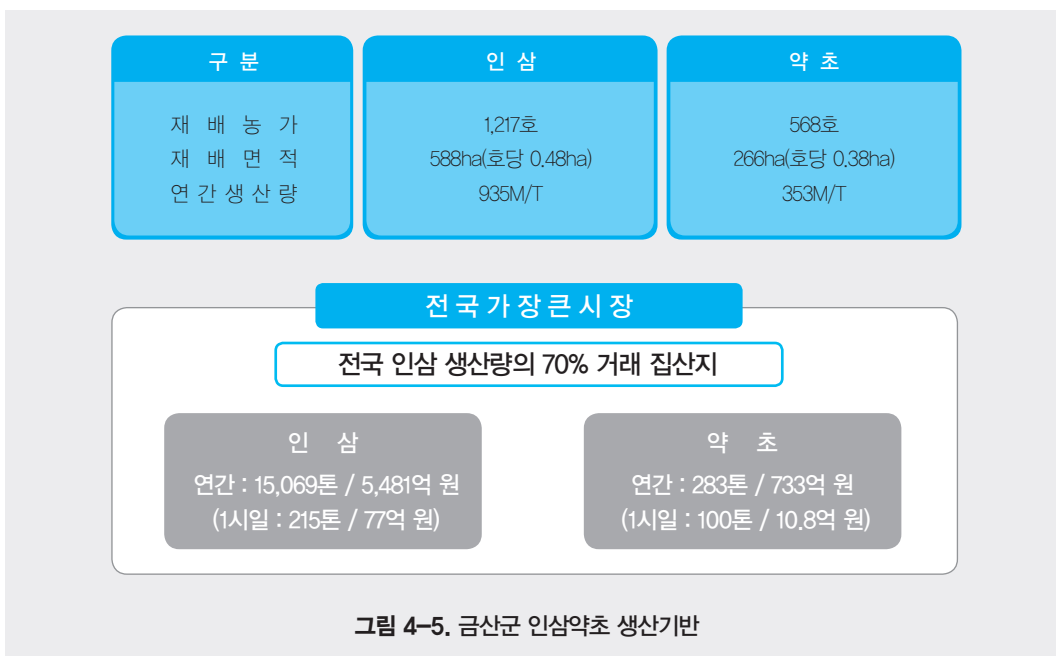 구 분 인 삼 약 초
재 배 농 가 1,217호 568호
재 배 면 적 588ha(호당 0.48ha) 266ha(호당 0.38ha)
연 간 생 산 량 935M/T 353M/T
전 국 가 장 큰 시 장
전국 인삼 생산량의 70% 거래 집산지
인 삼
연간 : 15,069톤 / 5,481억 원
(1시일 : 215톤 / 77억 원)
약 초
연간 : 283톤 / 733억 원
(1시일 : 100톤 / 10.8억 원)
그림 4-5. 금산군 인삼약초 생산기반